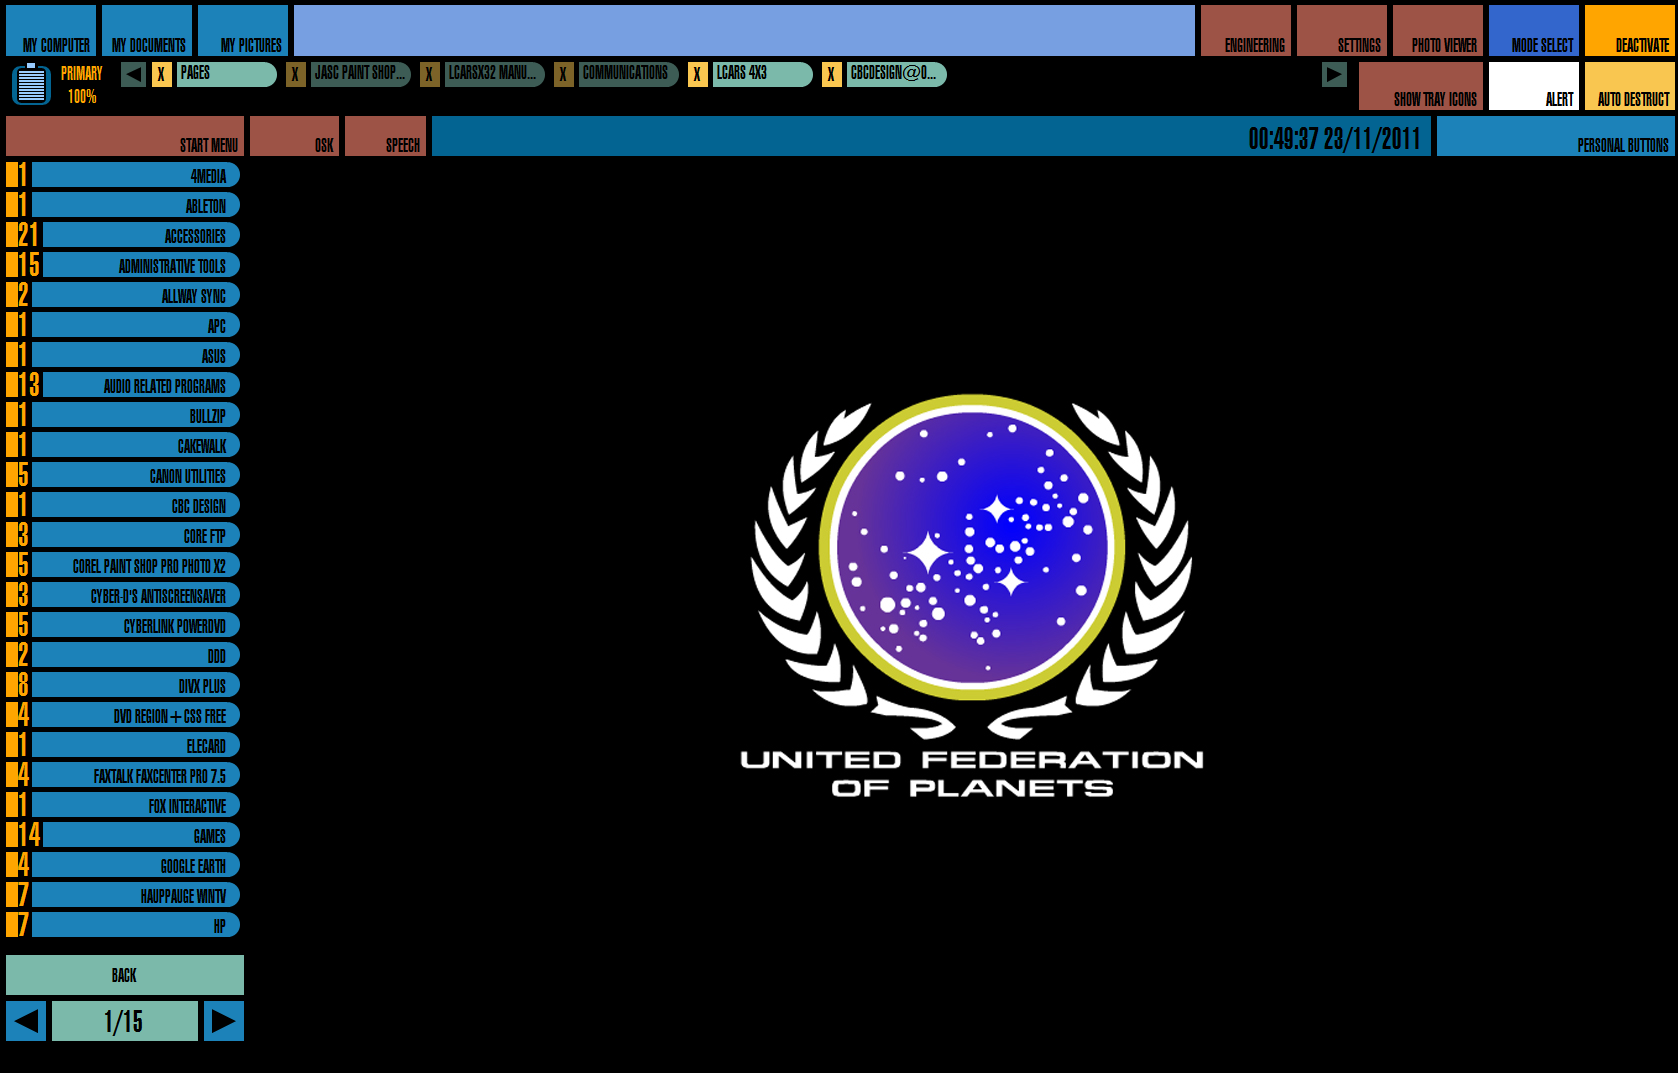 MY COMPUTER
MY DOCUMENTS
MY PICTURES
ENGINEERING
SETTINGS
PHOTO VIEWER
MODE SELECT
DEACTIVATE
PRIMARY
100%
X PAGES
X JASC PAINT SHOP...
X LCARSX32 MANU...
X COMMUNICATIONS
X LCARS 4X3
X CBCDESIGN@O...
SHOW TRAY ICONS
ALERT
AUTO DESTRUCT
START MENU
OSK
SPEECH
00:49:37 23/11/2011
PERSONAL BUTTONS
1 4MEDIA
1 ABLETON
21 ACCESSORIES
15 ADMINISTRATIVE TOOLS
2 ALLWAY SYNC
1 APC
1 ASUS
13 AUDIO RELATED PROGRAMS
1 BULLZIP
1 CAKEWALK
5 CANON UTILITIES
1 CBC DESIGN
3 CORE FTP
5 COREL PAINT SHOP PRO PHOTO X2
3 CYBER-D'S ANTISCREENSAVER
5 CYBERLINK POWERDVD
2 DDD
8 DIVX PLUS
4 DVD REGION+CSS FREE
1 ELECARD
4 FAXTALK FAXCENTER PRO 7.5
1 FOX INTERACTIVE
14 GAMES
4 GOOGLE EARTH
7 HAUPPAUGE WINTV
7 HP
BACK
1/15
UNITED FEDERATION
OF PLANETS